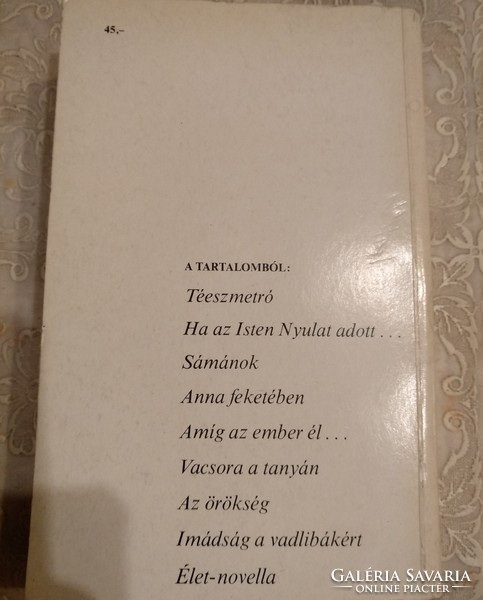 45,-
A TARTALOMBÓL:
Téeszmetró
Ha az Isten Nyulat adott . . .
Sámánok
Anna feketében
Amíg az ember él . . .
Vacsora a tanyán
Az örökség
Imádság a vadlibákért
Élet-novella
GALÉRIA SAVARIA
ONLINE PIACTÉR